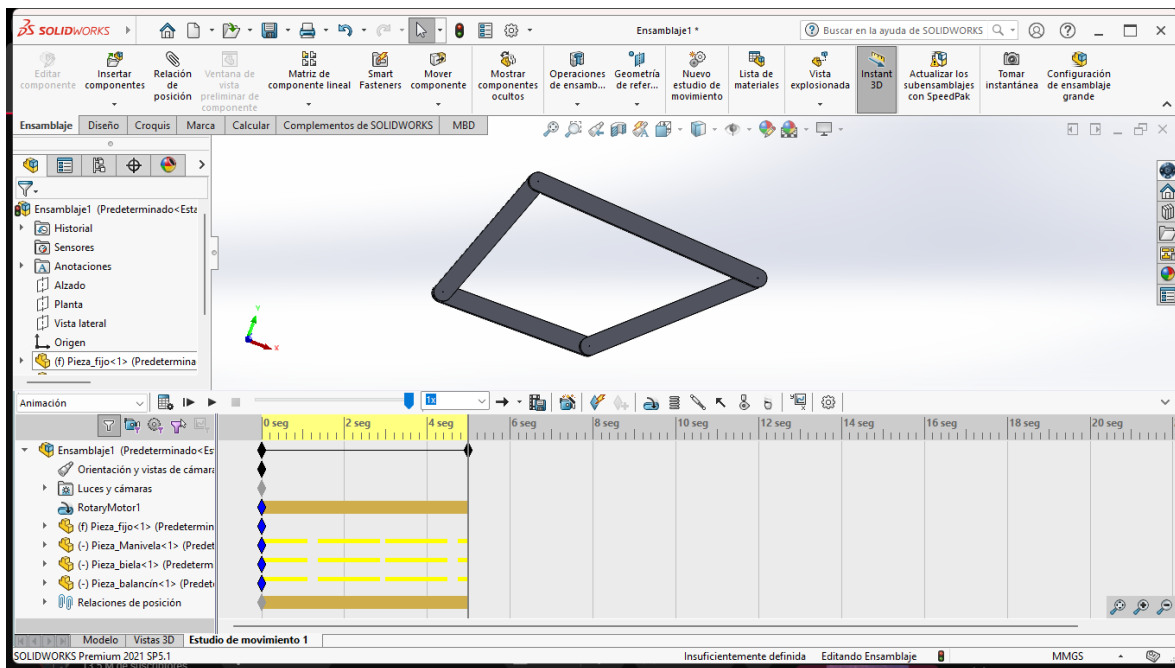 SOLIDWORKS
Ensamblaje1 *
Buscar en la ayuda de SOLIDWORKS
Editar componente
Insertar componentes
Relación de posición
Ventana de vista preliminar de componente
Matriz de componente lineal
Smart Fasteners
Mover componente
Mostrar componentes ocultos
Operaciones de ensamb...
Geometría de refer...
Nuevo estudio de movimiento
Lista de materiales
Vista explosionada
Instant 3D
Actualizar los subensamblajes con SpeedPak
Tomar instantánea
Configuración de ensamblaje grande
Ensamblaje Diseño Croquis Marca Calcular Complementos de SOLIDWORKS MBD
Ensamblaje1 (Predeterminado<Esta
Historial
Sensores
Anotaciones
Alzado
Planta
Vista lateral
Origen
(f) Pieza_fijo<1> (Predetermina
Y
X
Animación
1x
0 seg 2 seg 4 seg 6 seg 8 seg 10 seg 12 seg 14 seg 16 seg 18 seg 20 seg
Ensamblaje1 (Predeterminado<Es
Orientación y vistas de cámara
Luces y cámaras
RotaryMotor1
(f) Pieza_fijo<1> (Predetermin
(-) Pieza_Manivela<1> (Predet
(-) Pieza_biela<1> (Predeterm
(-) Pieza_balancín<1> (Predet
Relaciones de posición
Modelo Vistas 3D Estudio de movimiento 1
SOLIDWORKS Premium 2021 SP5.1
Insuficientemente definida Editando Ensamblaje MMGS